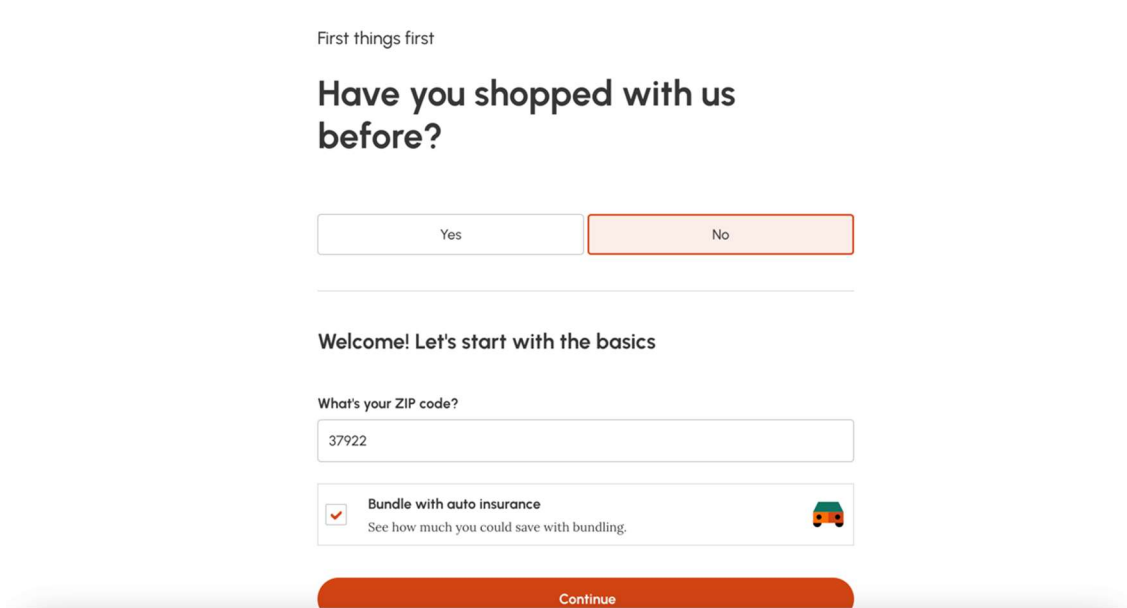 First things first
Have you shopped with us
before?
Yes
No
Welcome! Let's start with the basics
What's your ZIP code?
37922
Bundle with auto insurance
See how much you could save with bundling.
Continue